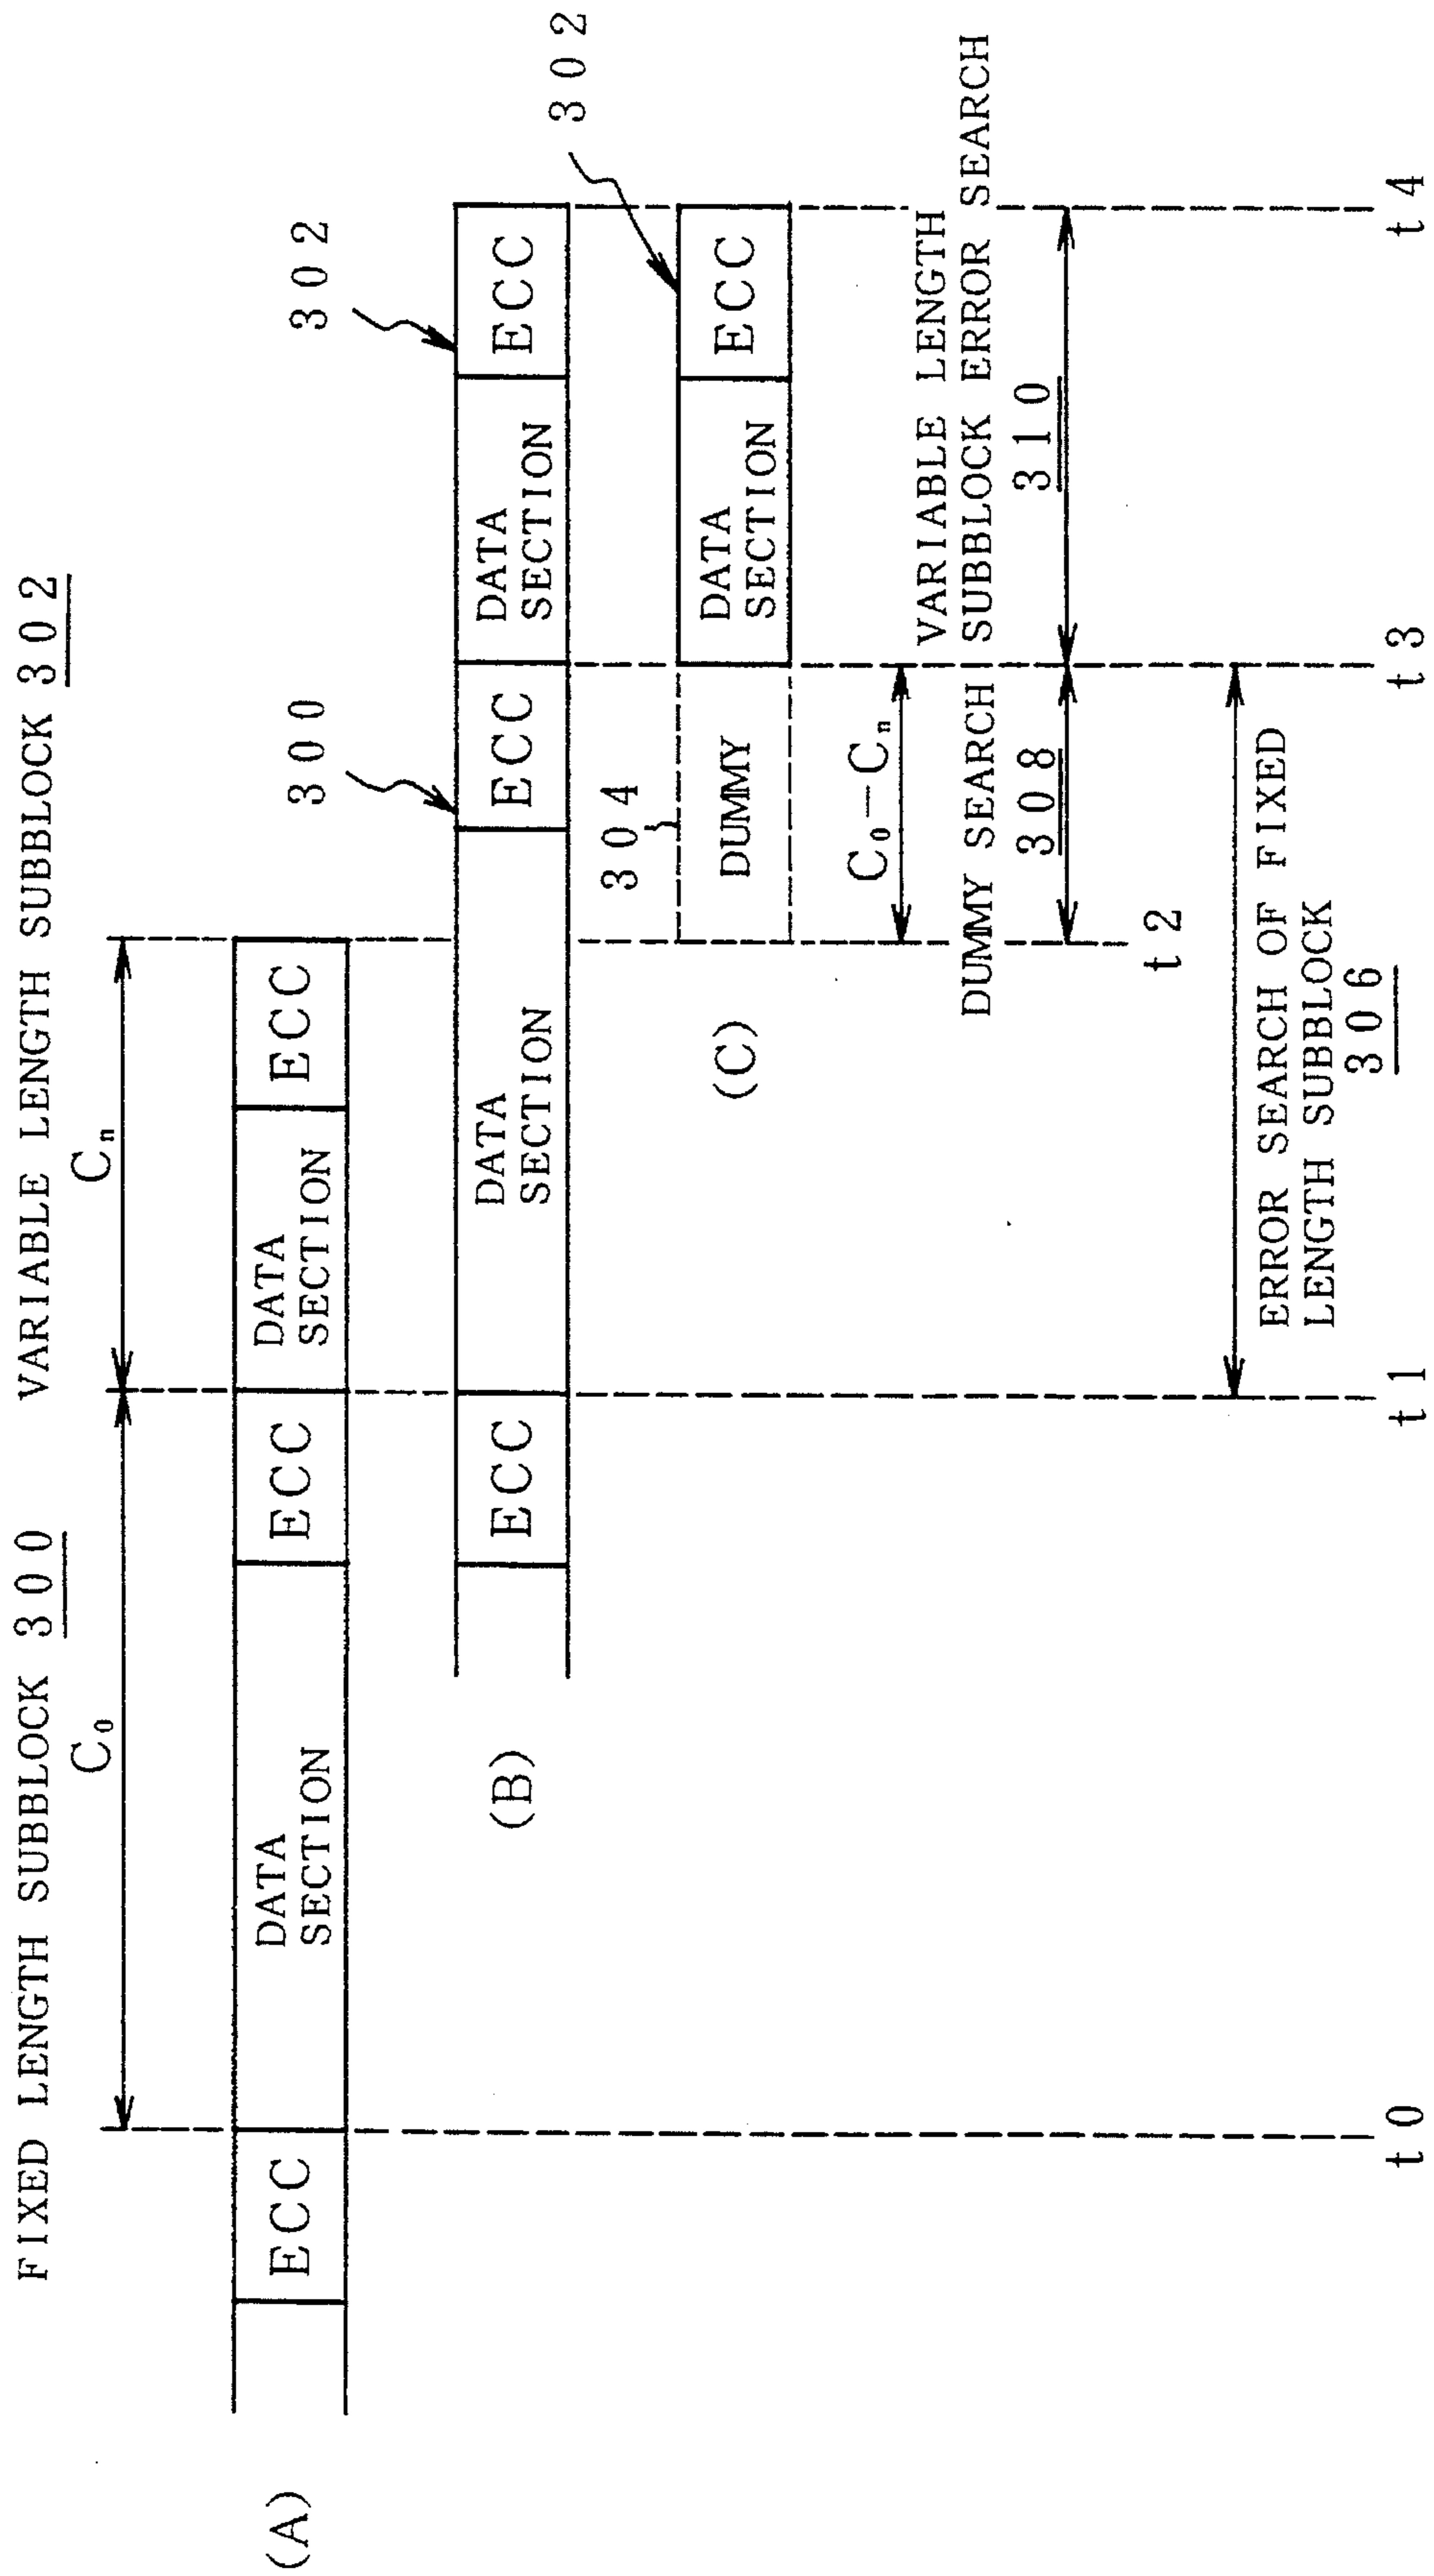 FIXED LENGTH SUBBLOCK 300
VARIABLE LENGTH SUBBLOCK 302
C0
Cn
(A)
ECC
DATA
SECTION
ECC
DATA
SECTION
ECC
300
302
(B)
ECC
DATA
SECTION
ECC
DATA
SECTION
ECC
304
302
(C)
DUMMY
DATA
SECTION
ECC
C0-Cn
VARIABLE LENGTH
SUBBLOCK ERROR SEARCH
310
DUMMY SEARCH
308
t2
ERROR SEARCH OF FIXED
LENGTH SUBBLOCK
306
t0
t1
t3
t4